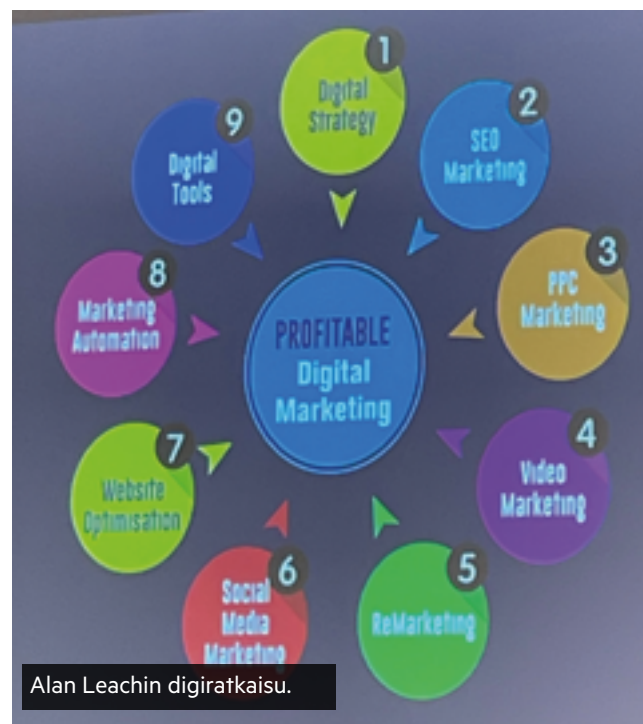 1
Digital
Strategy
2
SEO
Marketing
3
PPC
Marketing
4
Video
Marketing
5
ReMarketing
6
Social
Media
Marketing
7
Website
Optimisation
8
Marketing
Automation
9
Digital
Tools
PROFITABLE
Digital
Marketing
Alan Leachin digiratkaisu.